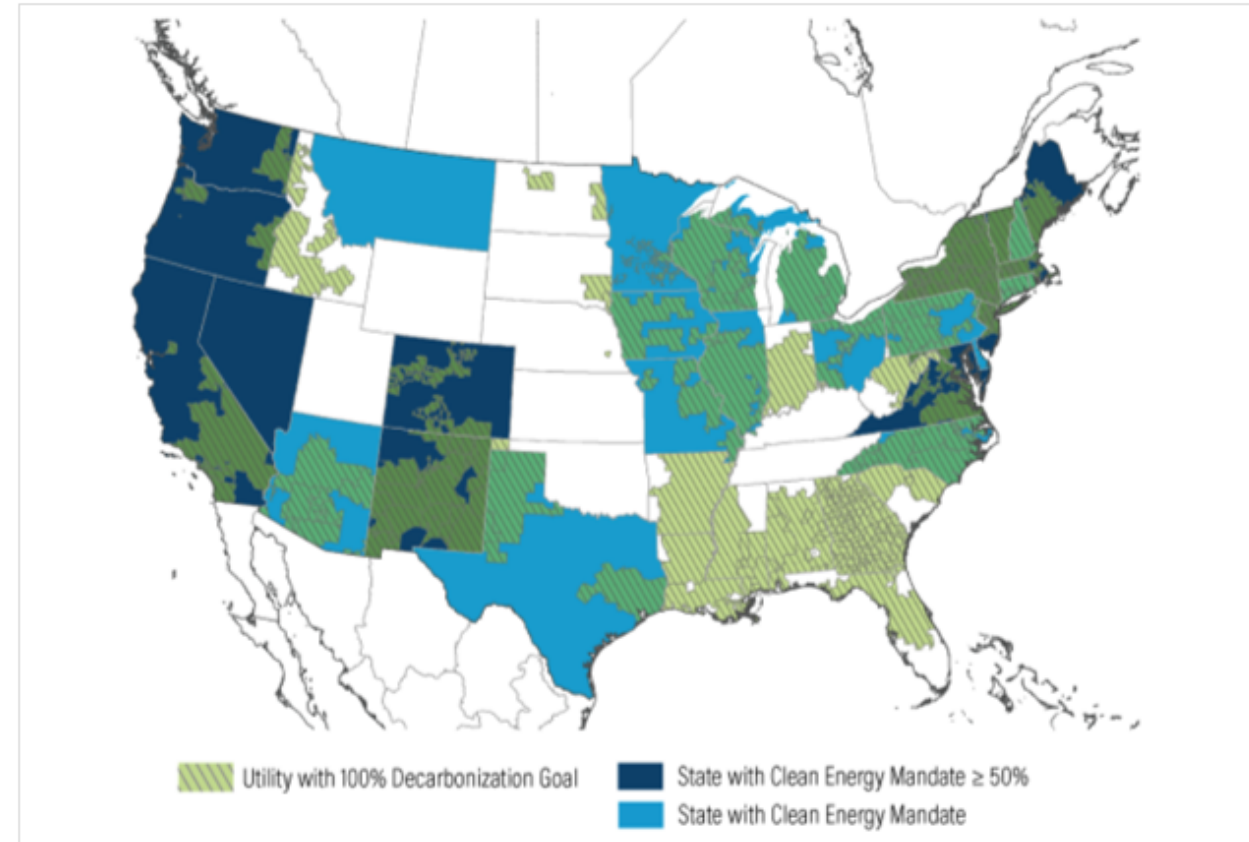 Utility with 100% Decarbonization Goal
State with Clean Energy Mandate ≥ 50%
State with Clean Energy Mandate